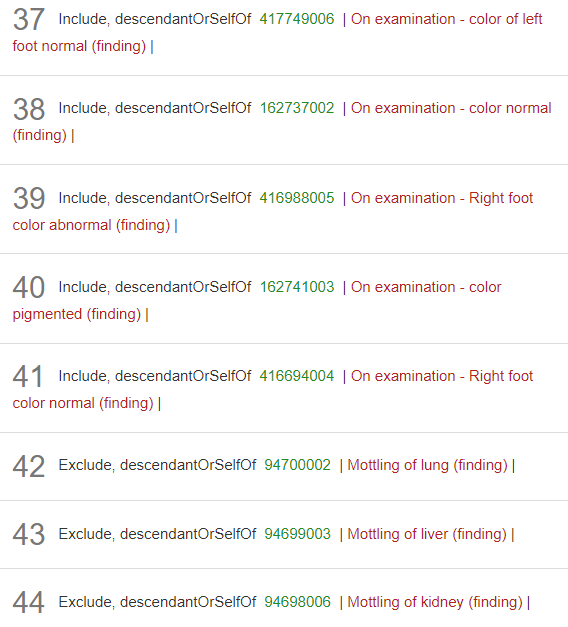 37 Include, descendantOrSelfOf 417749006 | On examination - color of left
foot normal (finding) |
38 Include, descendantOrSelfOf 162737002 | On examination - color normal
(finding) |
39 Include, descendantOrSelfOf 416988005 | On examination - Right foot
color abnormal (finding) |
40 Include, descendantOrSelfOf 162741003 | On examination - color
pigmented (finding) |
41 Include, descendantOrSelfOf 416694004 | On examination - Right foot
color normal (finding) |
42 Exclude, descendantOrSelfOf 94700002 | Mottling of lung (finding) |
43 Exclude, descendantOrSelfOf 94699003 | Mottling of liver (finding) |
44 Exclude, descendantOrSelfOf 94698006 | Mottling of kidney (finding) |